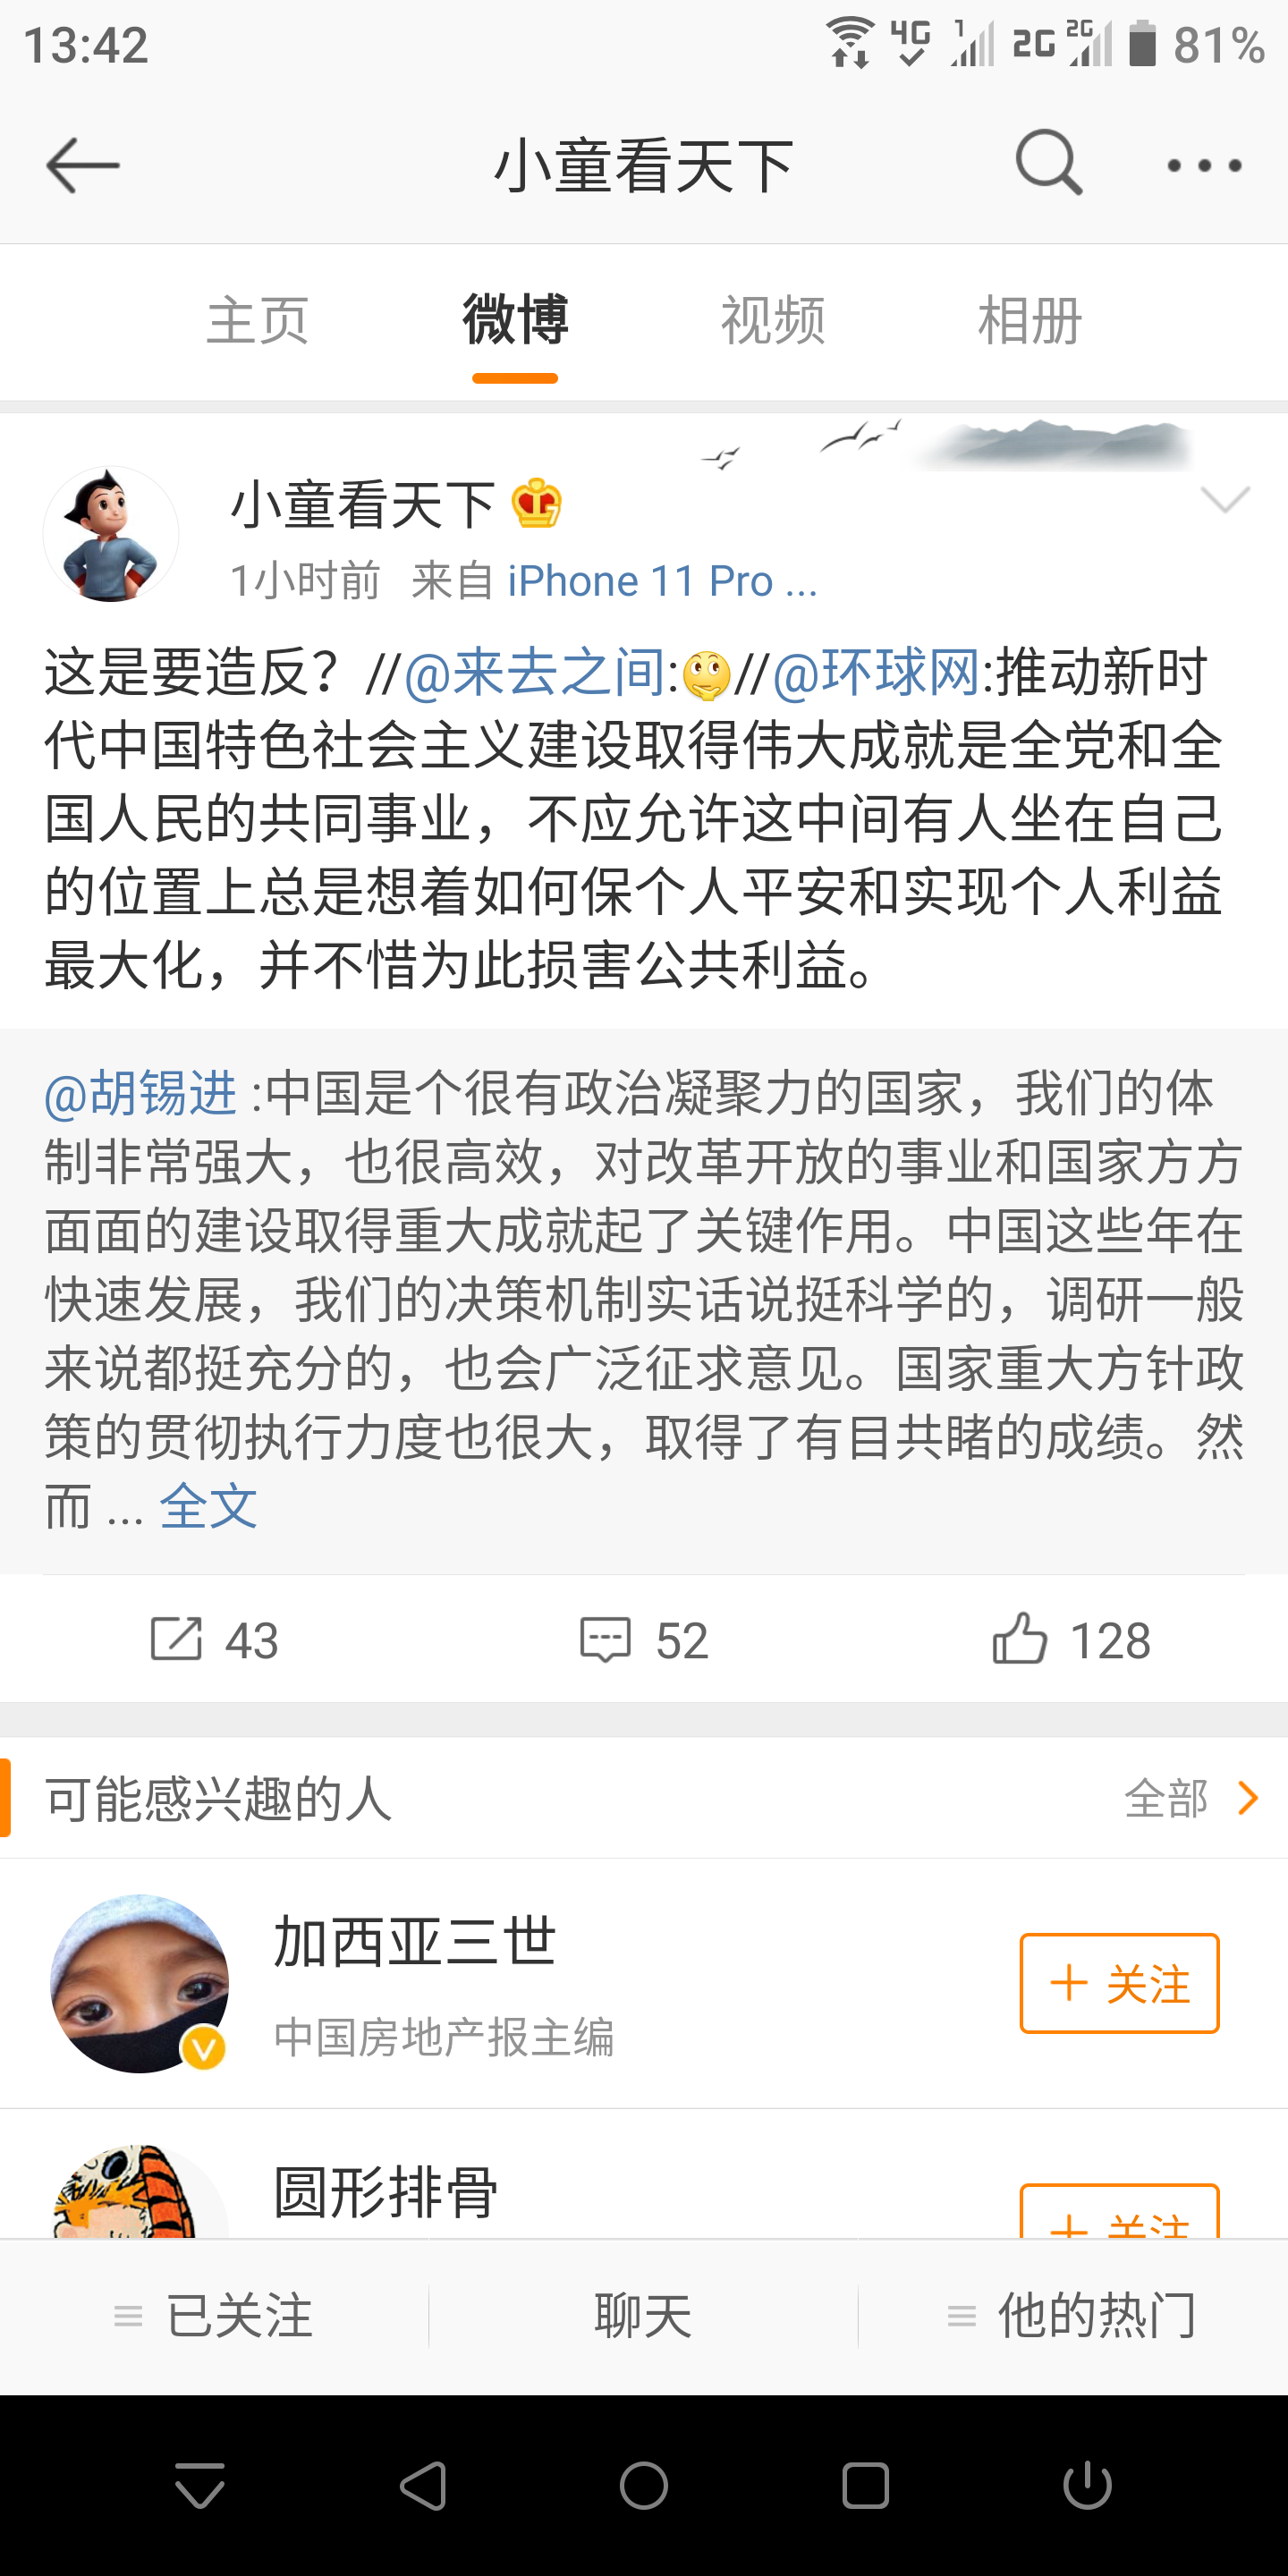 13:42 4G 1 2G 2G 81%
小童看天下
主页 微博 视频 相册
小童看天下 7
1小时前 来自 iPhone 11 Pro ...
这是要造反？//@来去之间://@环球网:推动新时
代中国特色社会主义建设取得伟大成就是全党和全
国人民的共同事业，不应允许这中间有人坐在自己
的位置上总是想着如何保个人平安和实现个人利益
最大化，并不惜为此损害公共利益。
@胡锡进 :中国是个很有政治凝聚力的国家，我们的体
制非常强大，也很高效，对改革开放的事业和国家方方
面面的建设取得重大成就起了关键作用。中国这些年在
快速发展，我们的决策机制实话说挺科学的，调研一般
来说都挺充分的，也会广泛征求意见。国家重大方针政
策的贯彻执行力度也很大，取得了有目共睹的成绩。然
而 ... 全文
43 52 128
可能感兴趣的人 全部
加西亚三世
中国房地产报主编
+ 关注
圆形排骨
+ 关注
已关注 聊天 他的热门